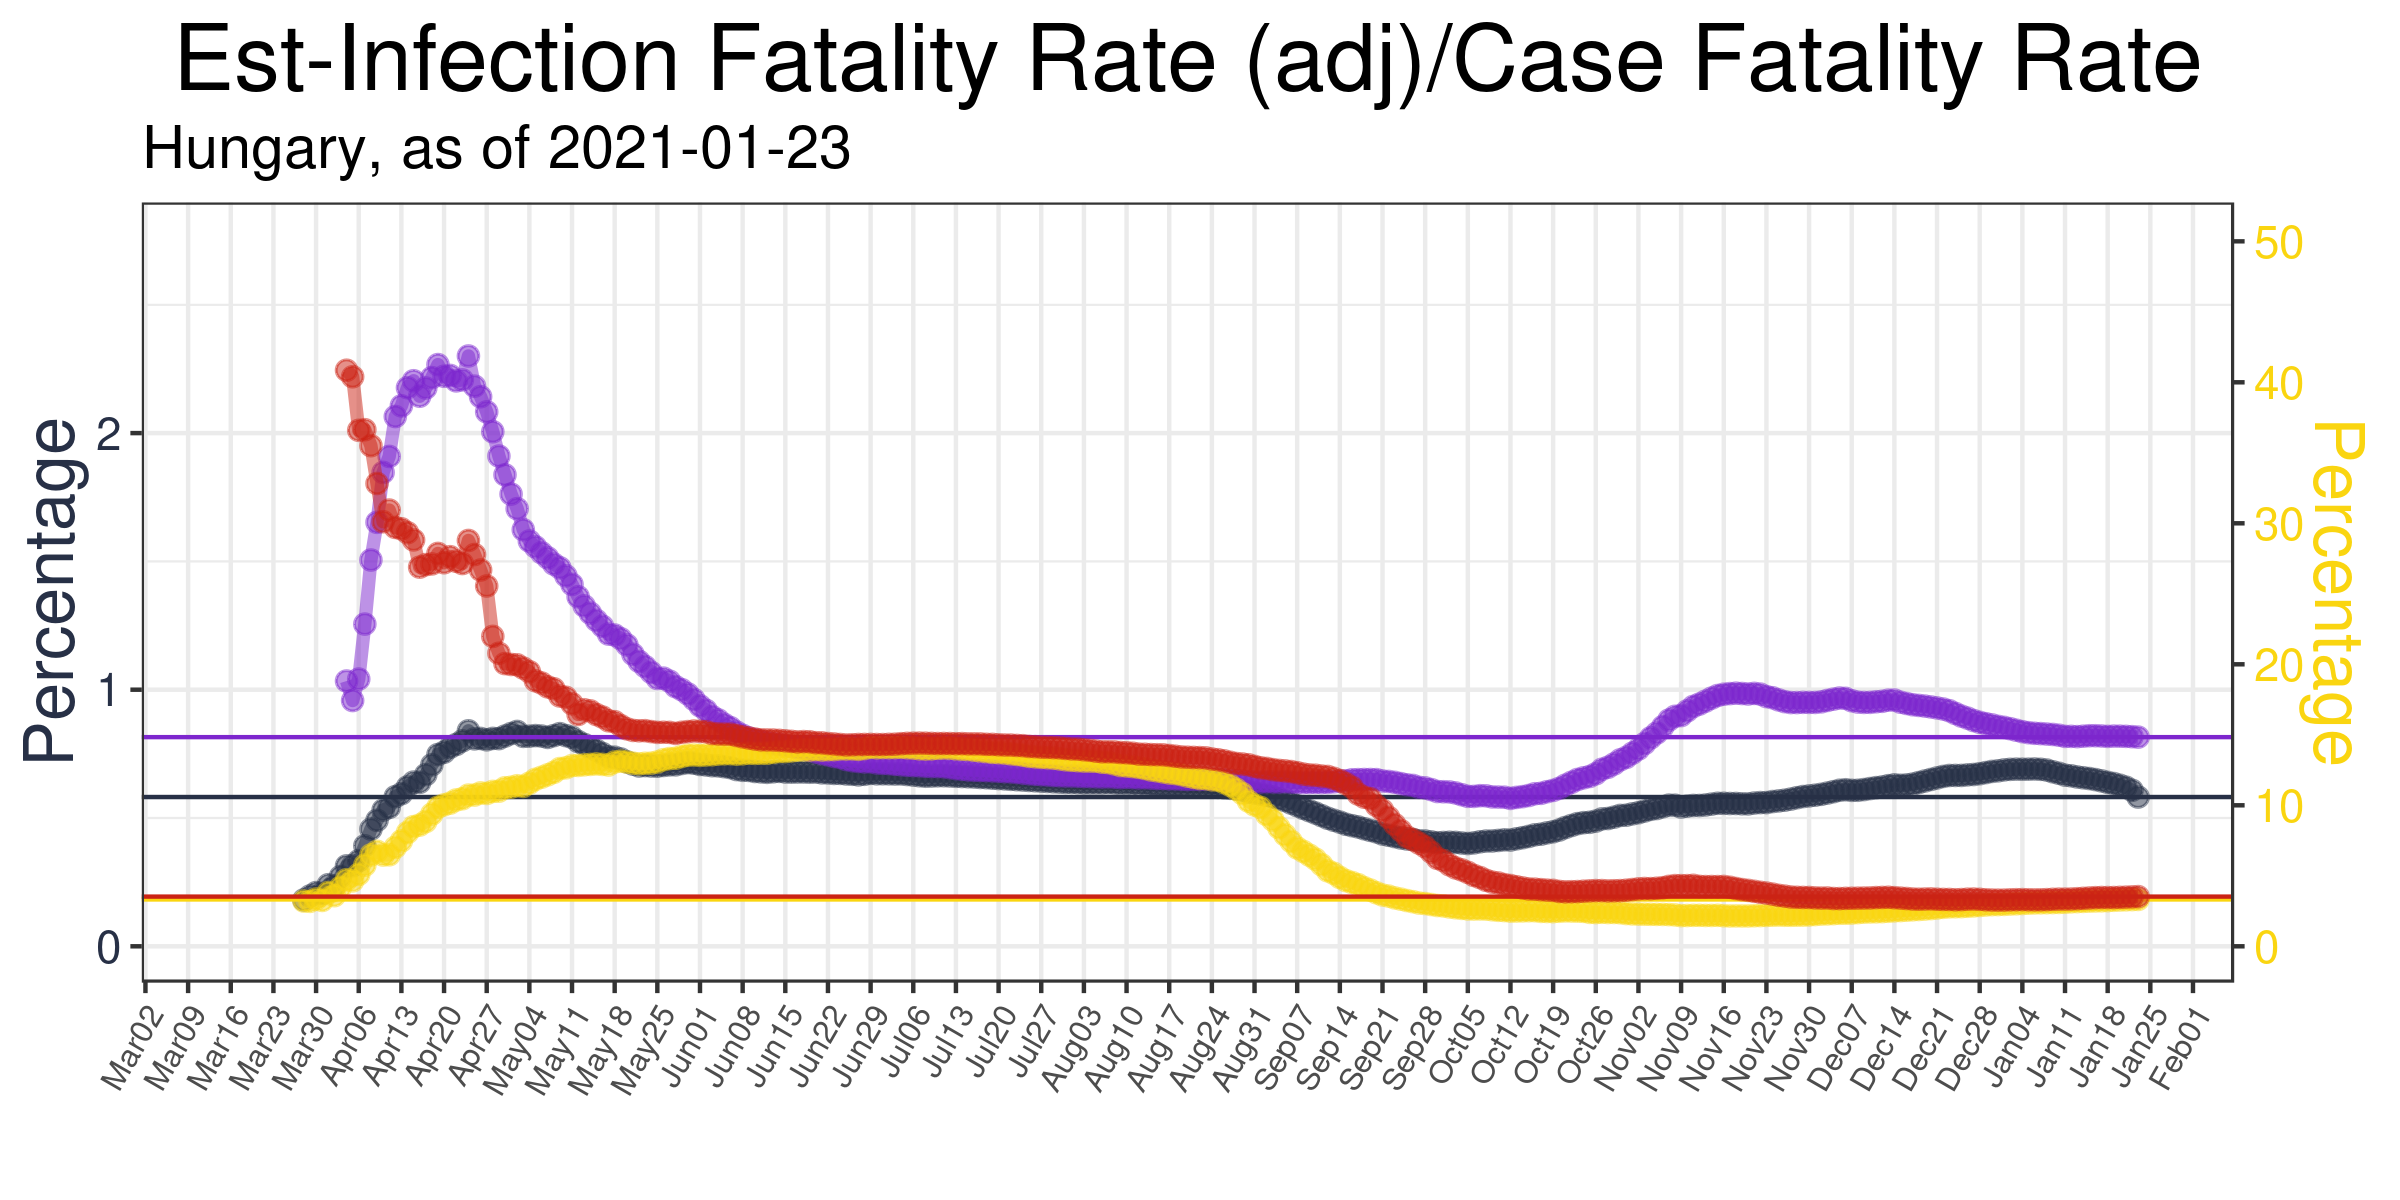 Est-Infection Fatality Rate (adj)/Case Fatality Rate
Hungary, as of 2021-01-23
Percentage
2
1
0
50
40
30
20
10
0
Percentage
Mar02 Mar09 Mar16 Mar23 Mar30 Apr06 Apr13 Apr20 Apr27 May04 May11 May18 May25 Jun01 Jun08 Jun15 Jun22 Jun29 Jul06 Jul13 Jul20 Jul27 Aug03 Aug10 Aug17 Aug24 Aug31 Sep07 Sep14 Sep21 Sep28 Oct05 Oct12 Oct19 Oct26 Nov02 Nov09 Nov16 Nov23 Nov30 Dec07 Dec14 Dec21 Dec28 Jan04 Jan11 Jan18 Jan25 Feb01